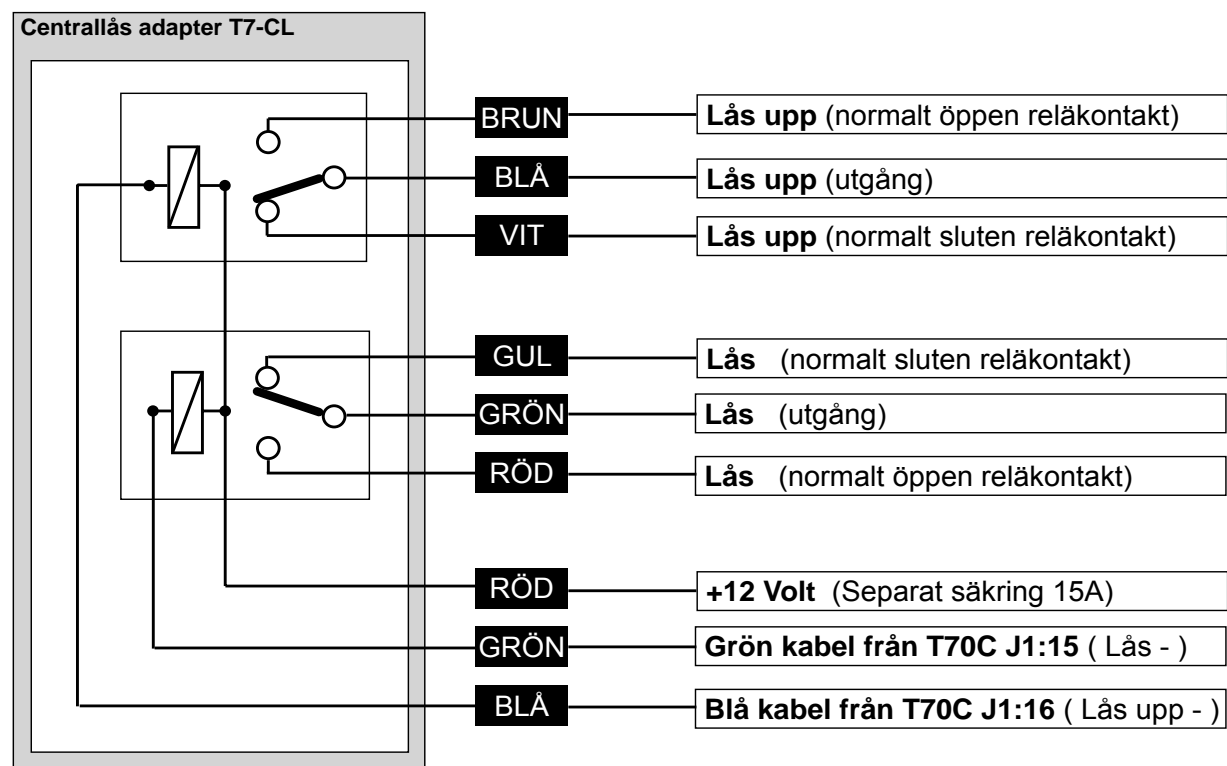 Centrallås adapter T7-CL
BRUN Lås upp (normalt öppen reläkontakt)
BLÅ Lås upp (utgång)
VIT Lås upp (normalt sluten reläkontakt)
GUL Lås (normalt sluten reläkontakt)
GRÖN Lås (utgång)
RÖD Lås (normalt öppen reläkontakt)
RÖD +12 Volt (Separat säkring 15A)
GRÖN Grön kabel från T70C J1:15 ( Lås - )
BLÅ Blå kabel från T70C J1:16 ( Lås upp - )